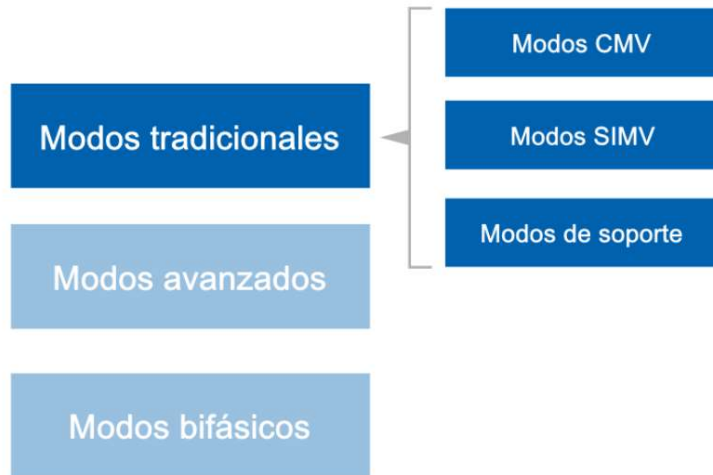 Modos tradicionales
Modos CMV
Modos SIMV
Modos de soporte
Modos avanzados
Modos bifásicos